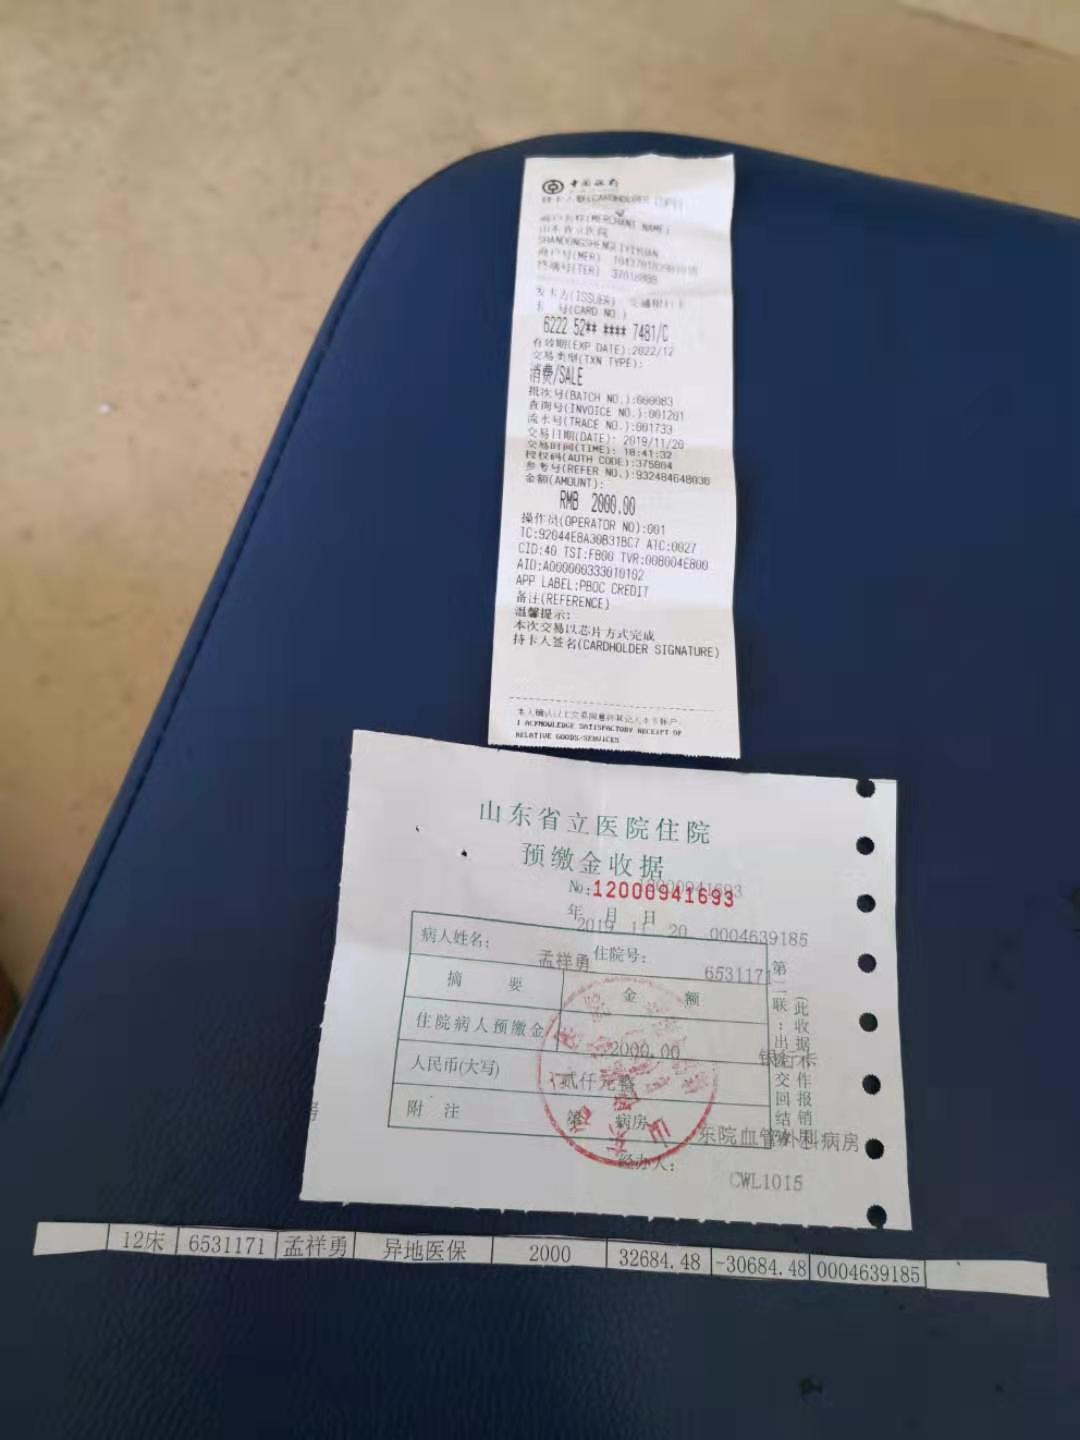 中国银行
持卡人联(CARDHOLDER COPY)
商户名称(MERCHANT NAME):
山东省立医院
SHANDONGSHENGLIYIYUAN
商户号(MER)
终端号(TER) 37010085
发卡方(ISSUER) 交通银行卡
卡 号(CARD NO.)
6222 52** **** 7481/C
有效期(EXP DATE):2022/12
交易类型(TXN TYPE):
消费/SALE
批次号(BATCH NO.):000083
查询号(INVOICE NO.):001201
流水号(TRACE NO.):001733
交易日期(DATE): 2019/11/20
交易时间(TIME): 18:41:32
授权码(AUTH CODE):375804
参考号(REFER NO.):932484648036
金额(AMOUNT):
RMB 2000.00
操作员(OPERATOR NO):001
TC:92044E8A30B31BC7 ATC:0027
CID:40 TSI:F800 TVR:008004E800
AID:A000000333010102
APP LABEL:PBOC CREDIT
备注(REFERENCE)
温馨提示:
本次交易以芯片方式完成
持卡人签名(CARDHOLDER SIGNATURE)
本人确认以上交易同意将其记入本卡账户
I ACKNOWLEDGE SATISFACTORY RECEIPT OF
RELATIVE GOODS/SERVICES
山东省立医院住院
预缴金收据
№:12000941693
12000941693
年 月 日
2019 11 20 0004639185
病人姓名: 孟祥勇 住院号: 6531171
摘 要 金 额
住院病人预缴金 2000.00 银行卡
人民币(大写) 贰仟元整
附 注 第 病房 东院血管外科病房
经办人: CWL1015
第二联:出交回结
(此收据不作报销
12床 6531171 孟祥勇 异地医保 2000 32684.48 -30684.48 0004639185